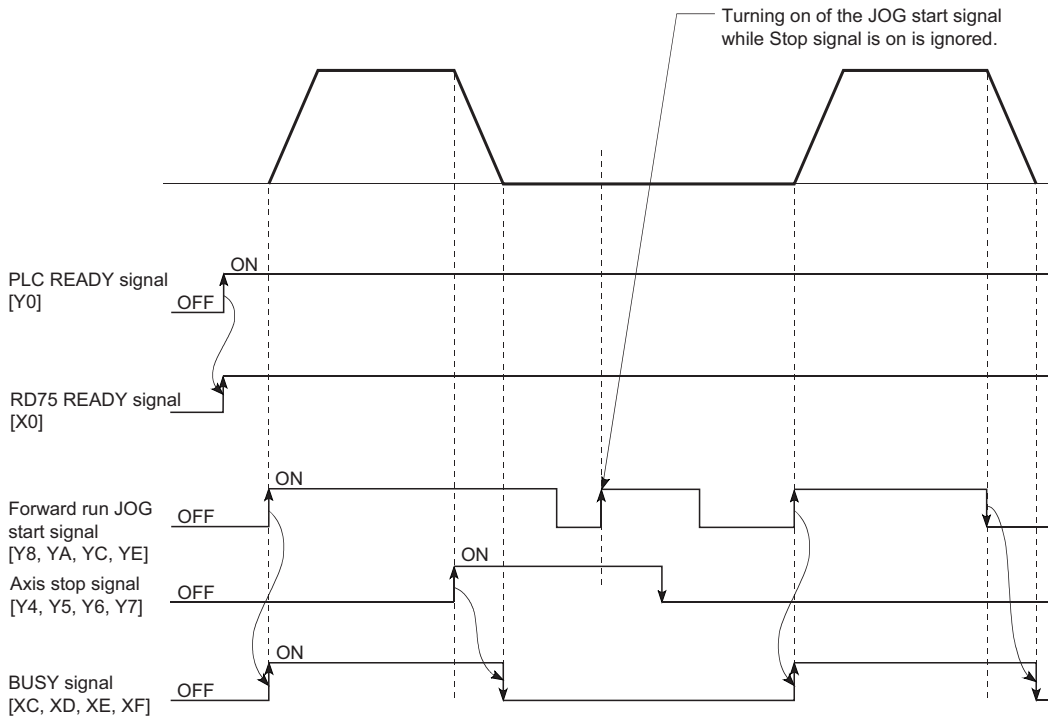 Turning on of the JOG start signal
while Stop signal is on is ignored.
ON
PLC READY signal
[Y0]
OFF
RD75 READY signal
[X0]
ON
Forward run JOG
start signal
[Y8, YA, YC, YE]
OFF
ON
Axis stop signal
[Y4, Y5, Y6, Y7]
OFF
ON
BUSY signal
[XC, XD, XE, XF]
OFF